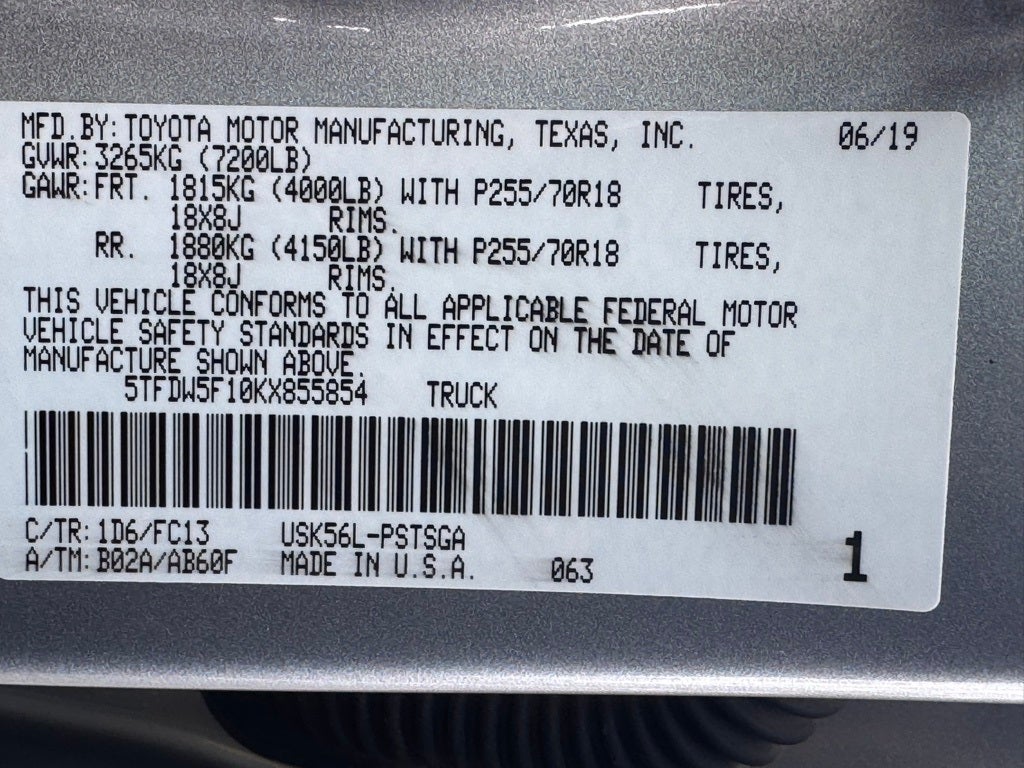 MFD.BY: TOYOTA MOTOR MANUFACTURING, TEXAS, INC. 06/19
GVWR: 3265KG (7200LB)
GAWR: FRT. 1815KG (4000LB) WITH P255/70R18 TIRES,
18X8J RIMS.
RR. 1880KG (4150LB) WITH P255/70R18 TIRES,
18X8J RIMS.
THIS VEHICLE CONFORMS TO ALL APPLICABLE FEDERAL MOTOR
VEHICLE SAFETY STANDARDS IN EFFECT ON THE DATE OF
MANUFACTURE SHOWN ABOVE.
5TFDW5F10KX855854 TRUCK
C/TR: 1D6/FC13 USK56L-PSTSGA
A/TM: B02A/AB60F MADE IN U.S.A. 063 1